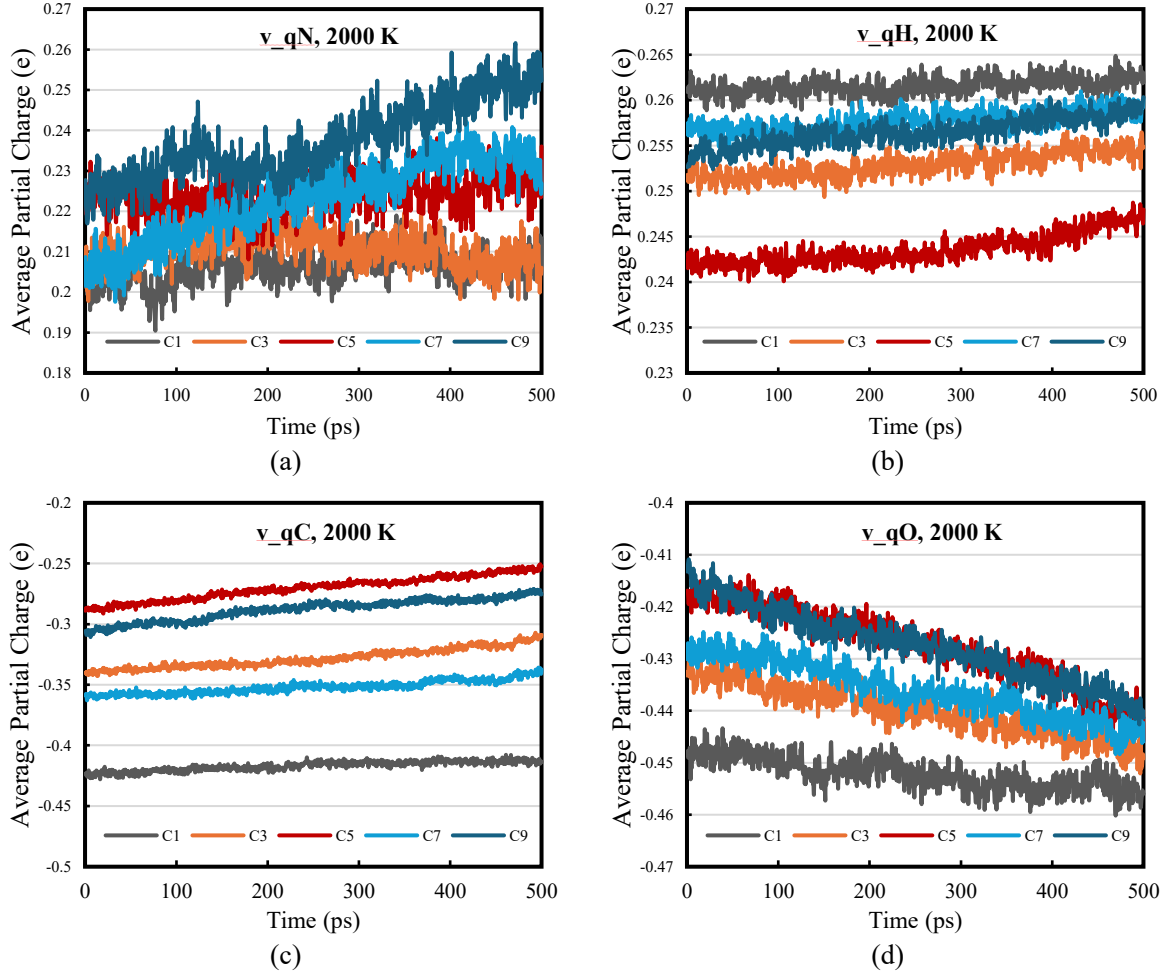 v_qN, 2000 K
Average Partial Charge (e)
0.27
0.26
0.25
0.24
0.23
0.22
0.21
0.2
0.19
0.18
C1 C3 C5 C7 C9
0 100 200 300 400 500
Time (ps)
(a)
v_qH, 2000 K
Average Partial Charge (e)
0.27
0.265
0.26
0.255
0.25
0.245
0.24
0.235
0.23
C1 C3 C5 C7 C9
0 100 200 300 400 500
Time (ps)
(b)
v_qC, 2000 K
Average Partial Charge (e)
-0.2
-0.25
-0.3
-0.35
-0.4
-0.45
-0.5
C1 C3 C5 C7 C9
0 100 200 300 400 500
Time (ps)
(c)
v_qO, 2000 K
Average Partial Charge (e)
-0.4
-0.41
-0.42
-0.43
-0.44
-0.45
-0.46
-0.47
C1 C3 C5 C7 C9
0 100 200 300 400 500
Time (ps)
(d)